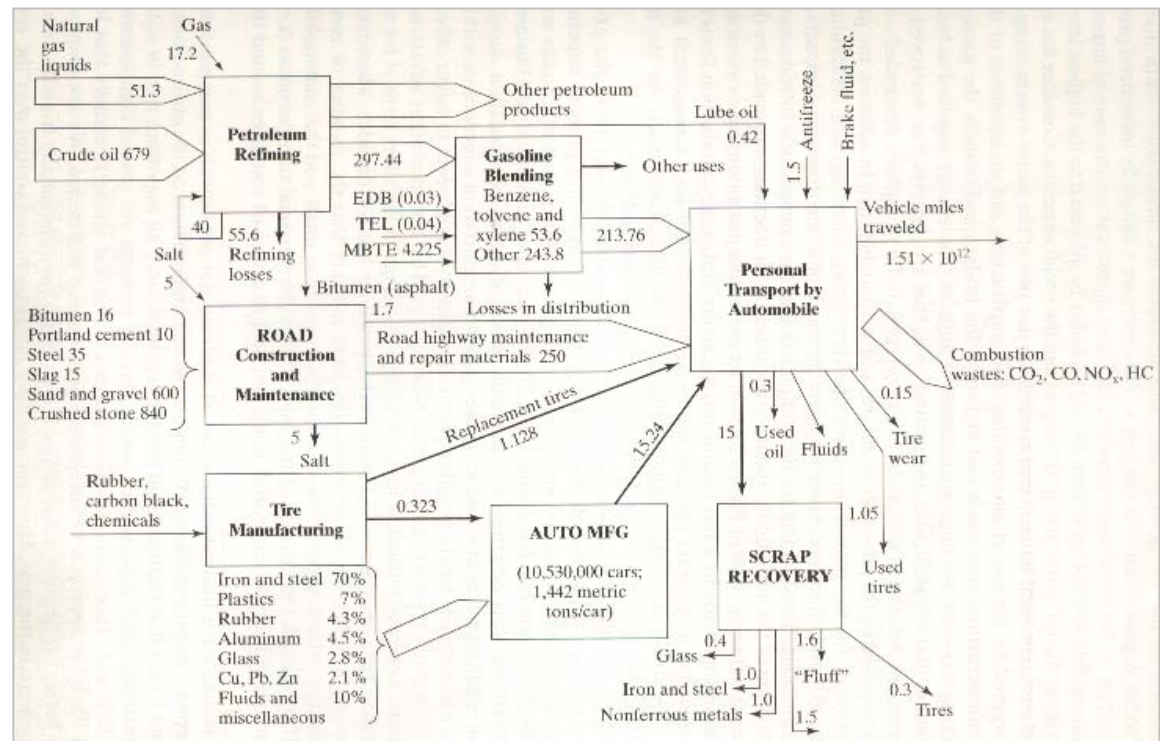 Natural
gas
liquids
51.3
Gas
17.2
Crude oil 679
Petroleum
Refining
40
Salt
5
55.6
Refining
losses
Other petroleum
products
297.44
EDB (0.03)
TEL (0.04)
MBTE 4.225
Gasoline
Blending
Benzene,
tolvene and
xylene 53.6
Other 243.8
Other uses
213.76
Losses in distribution
Lube oil
0.42
1.5
Antifreeze
Brake fluid, etc.
Personal
Transport by
Automobile
Vehicle miles
traveled
1.51 × 10¹²
Combustion
wastes: CO₂, CO, NOₓ, HC
Bitumen (asphalt)
1.7
Bitumen 16
Portland cement 10
Steel 35
Slag 15
Sand and gravel 600
Crushed stone 840
ROAD
Construction
and
Maintenance
Road highway maintenance
and repair materials 250
5
Salt
Replacement tires
1.128
15.24
15
0.3
Used
oil
Fluids
0.15
Tire
wear
1.05
Used
tires
Rubber,
carbon black,
chemicals
Tire
Manufacturing
0.323
AUTO MFG
(10,530,000 cars;
1,442 metric
tons/car)
Iron and steel 70%
Plastics 7%
Rubber 4.3%
Aluminum 4.5%
Glass 2.8%
Cu, Pb, Zn 2.1%
Fluids and 10%
miscellaneous
SCRAP
RECOVERY
0.4
Glass
1.0
Iron and steel
1.0
Nonferrous metals
1.6
"Fluff"
1.5
0.3
Tires